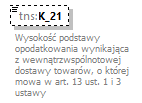 tns:K_21
Wysokość podstawy
opodatkowania wynikająca
z wewnątrzwspólnotowej
dostawy towarów, o której
mowa w art. 13 ust. 1 i 3
ustawy